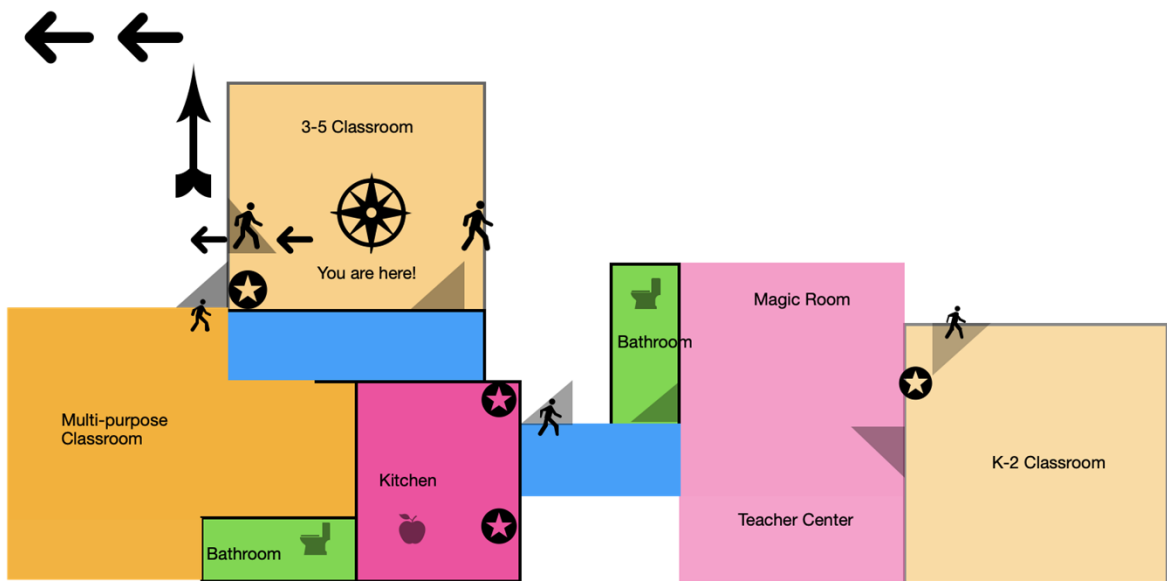 3-5 Classroom
You are here!
Magic Room
Bathroom
Multi-purpose
Classroom
Kitchen
K-2 Classroom
Teacher Center
Bathroom